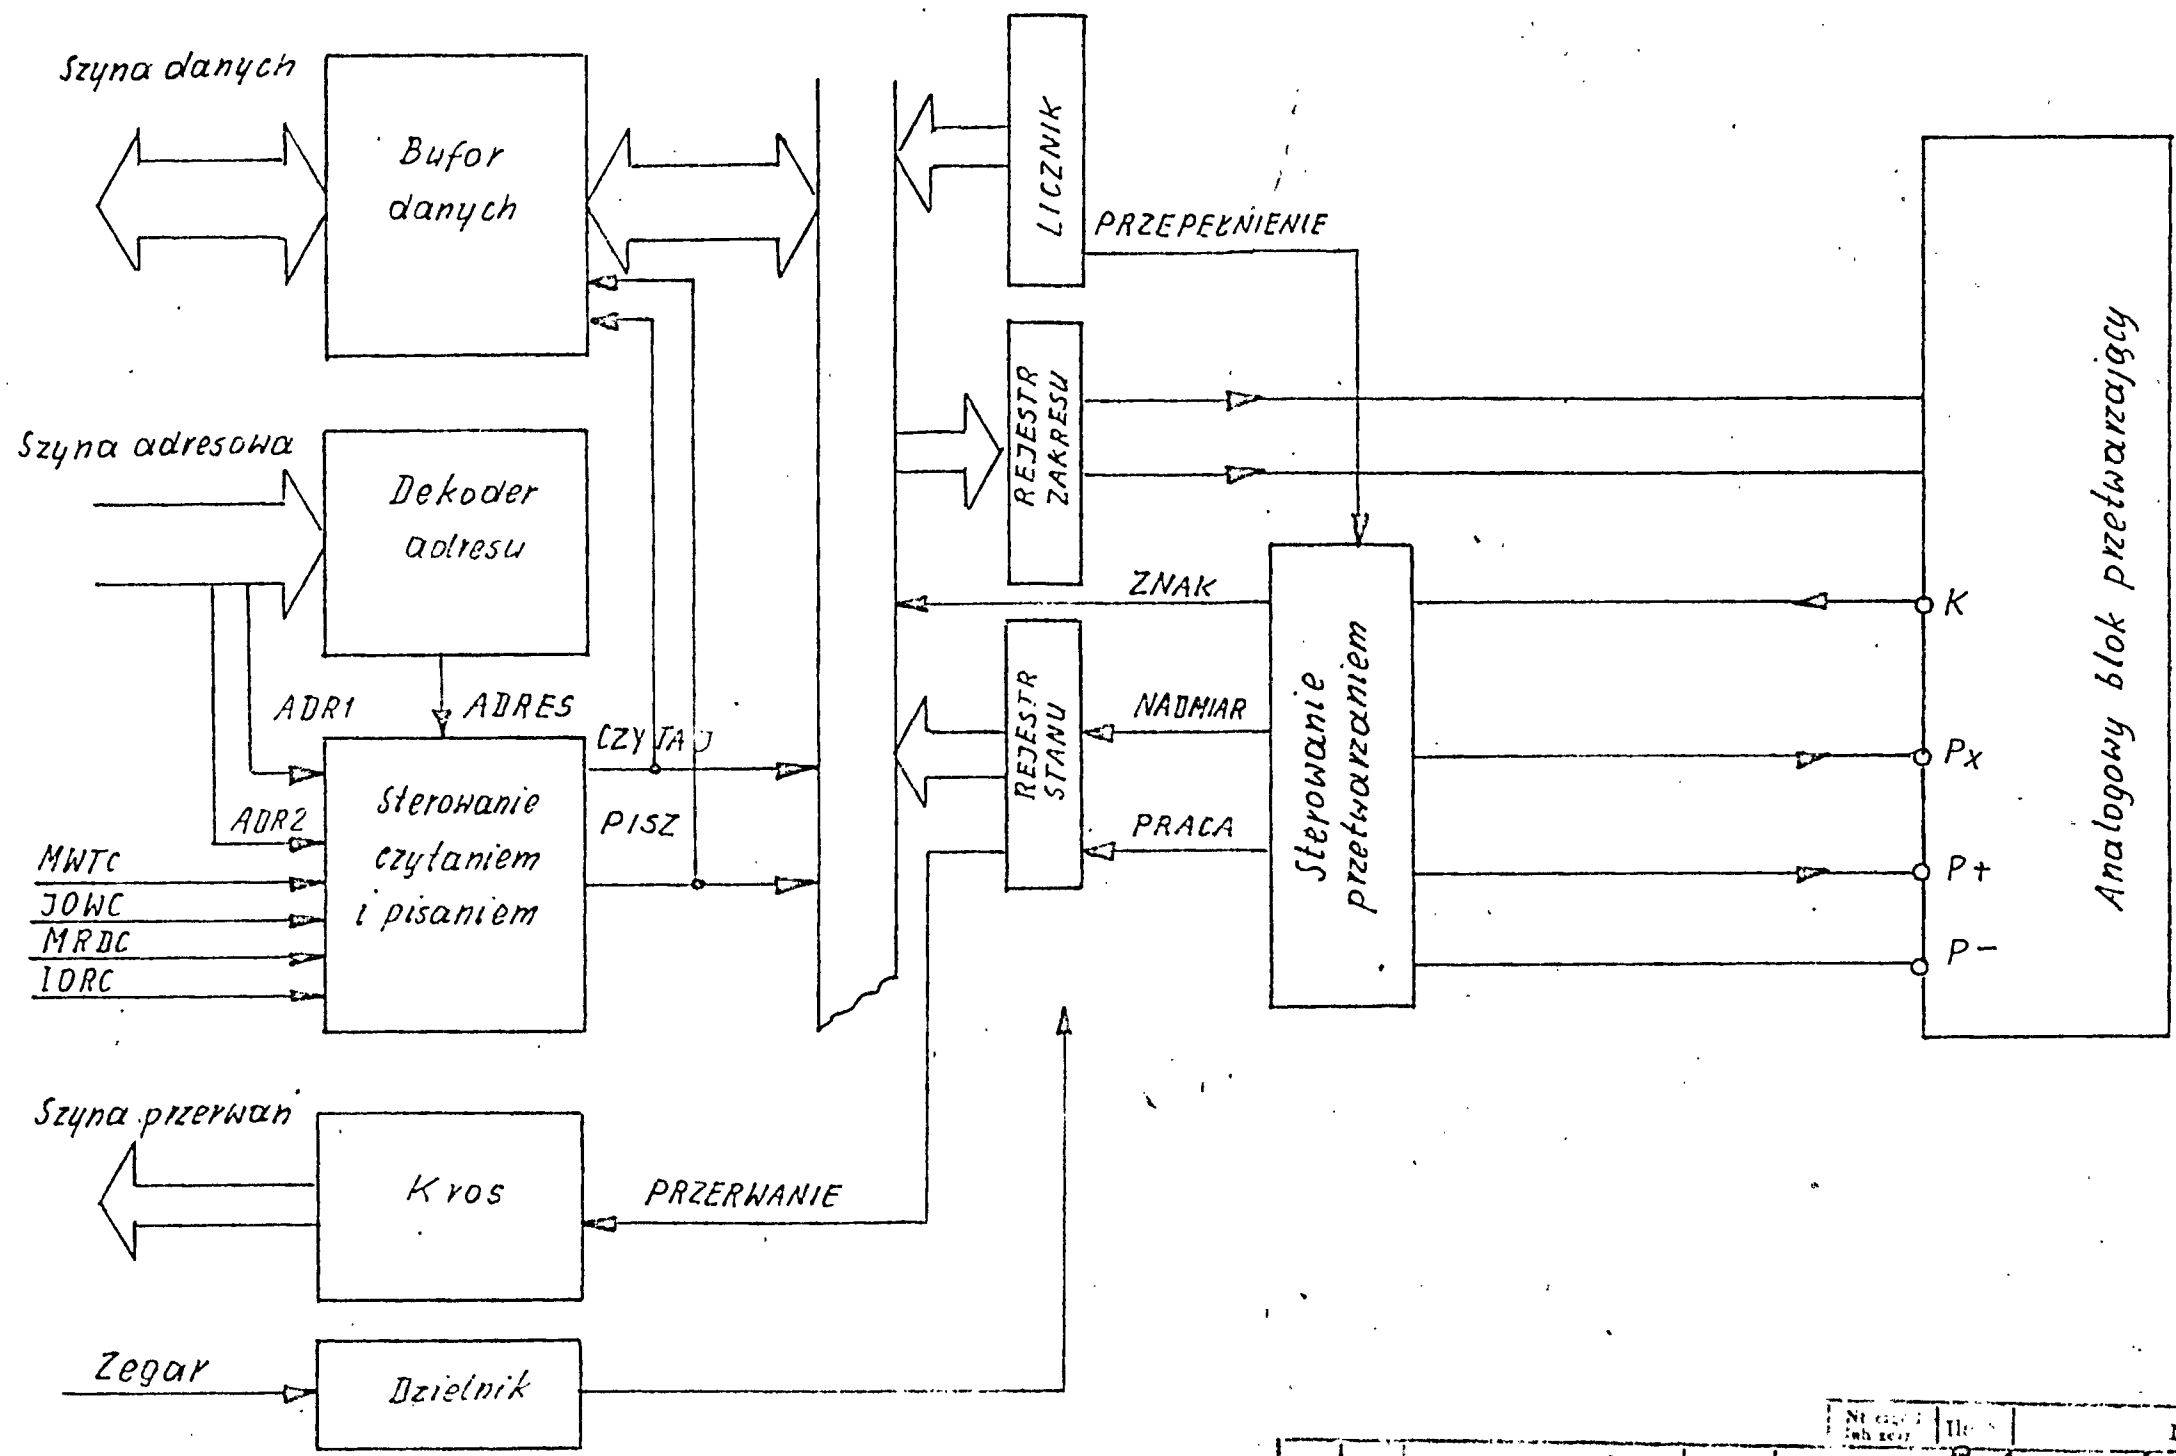 Szyna danych
Bufor
danych
LICZNIK
PRZEPEŁNIENIE
Szyna adresowa
Dekoder
adresu
REJESTR
ZAKRESU
Analogowy blok przetwarzający
ZNAK
K
ADR1
ADRES
CZYTAJ
REJESTR
STANU
NADMIAR
Sterowanie
przetwarzaniem
Px
ADR2
Sterowanie
czytaniem
i pisaniem
PISZ
PRACA
P+
P-
MWTC
JOWC
MRDC
IORC
Szyna przerwań
Kros
PRZERWANIE
Zegar
Dzielnik